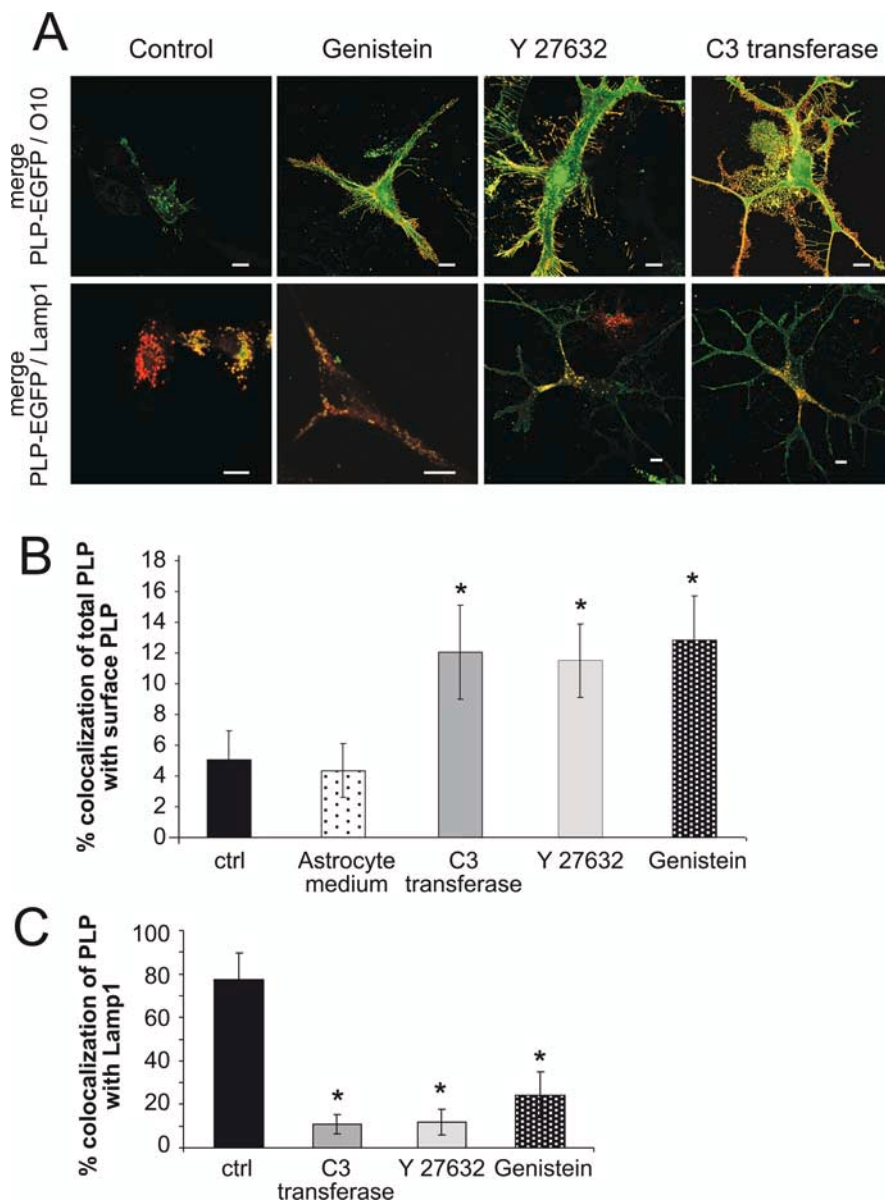 A
Control Genistein Y 27632 C3 transferase
merge
PLP-EGFP / O10
merge
PLP-EGFP / Lamp1
B
% colocalization of total PLP
with surface PLP
18
16
14
12
10
8
6
4
2
0
* * *
ctrl Astrocyte medium C3 transferase Y 27632 Genistein
C
% colocalization of PLP
with Lamp1
100
80
60
40
20
0
* * *
ctrl C3 transferase Y 27632 Genistein